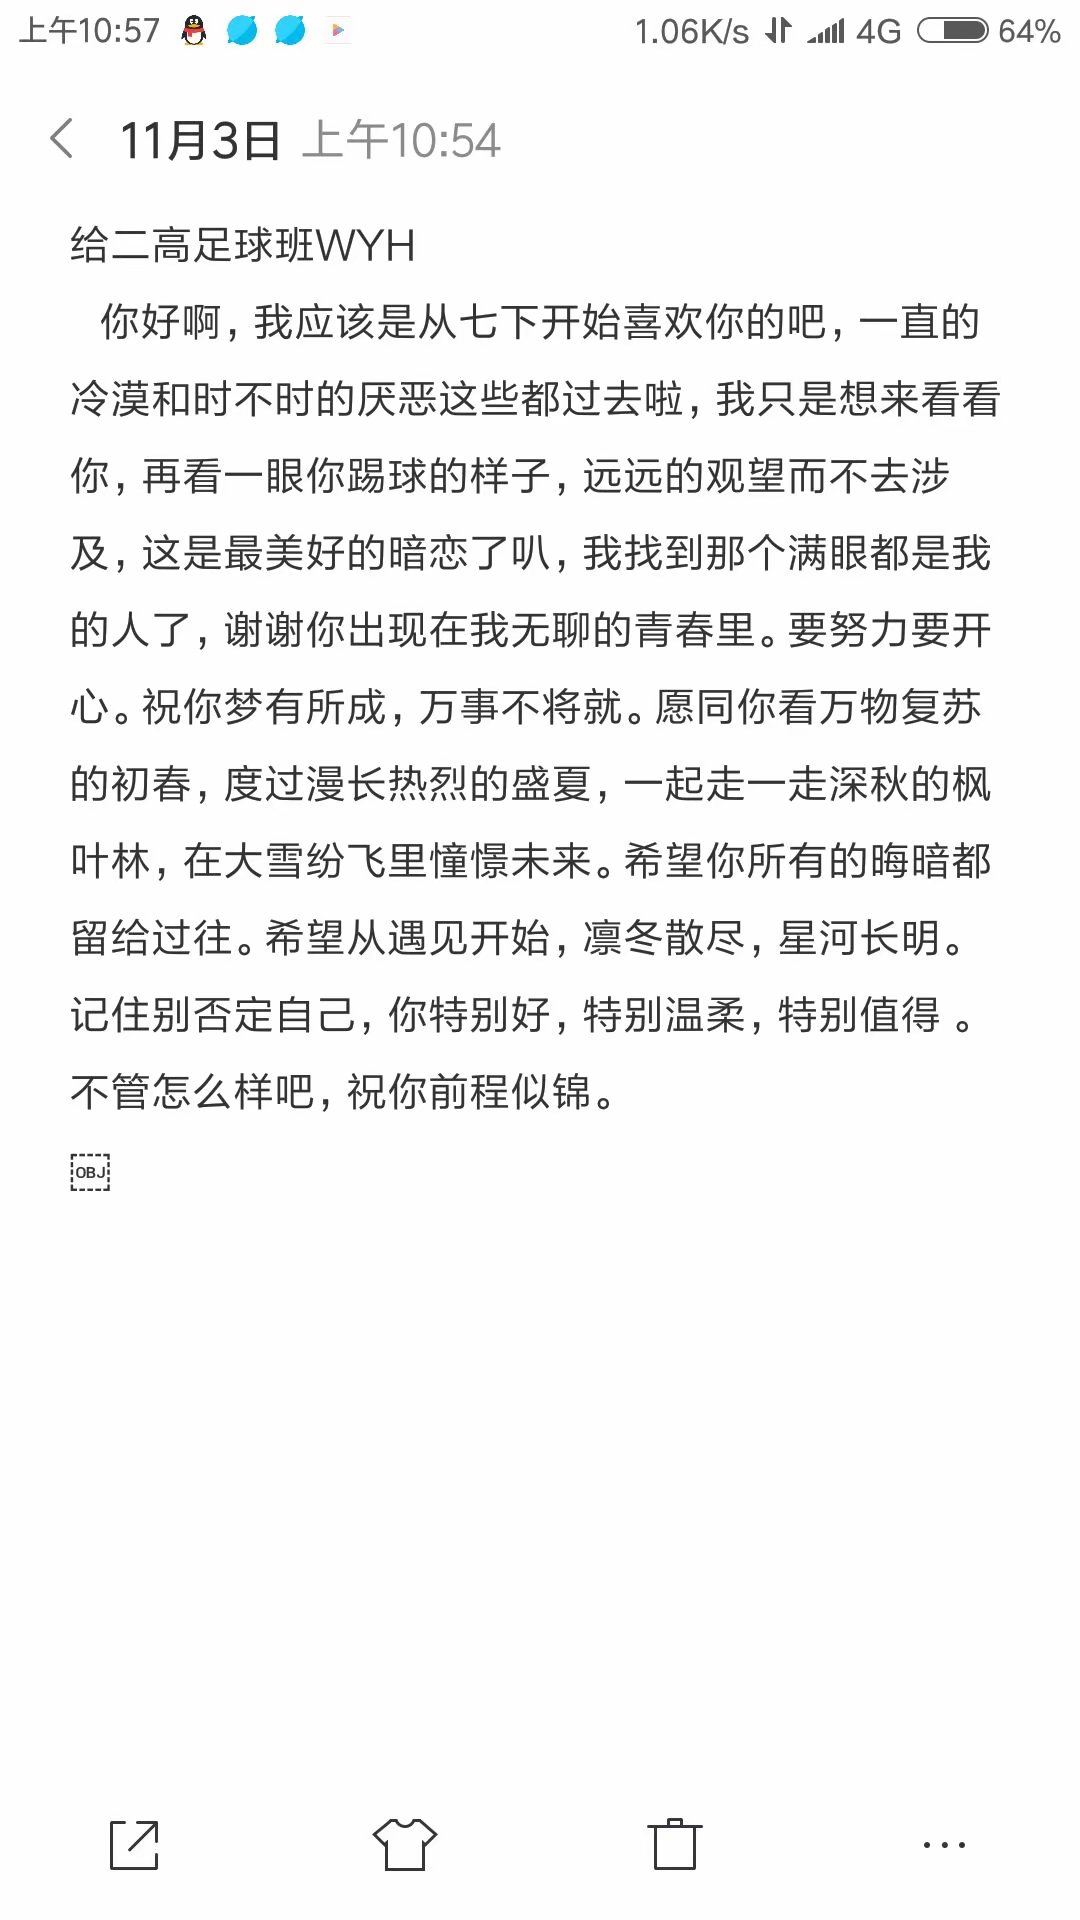 上午10:57 1.06K/s 4G 64%
11月3日 上午10:54
给二高足球班WYH
你好啊,我应该是从七下开始喜欢你的吧,一直的
冷漠和时不时的厌恶这些都过去啦,我只是想来看看
你,再看一眼你踢球的样子,远远的观望而不去涉
及,这是最美好的暗恋了叭,我找到那个满眼都是我
的人了,谢谢你出现在我无聊的青春里。要努力要开
心。祝你梦有所成,万事不将就。愿同你看万物复苏
的初春,度过漫长热烈的盛夏,一起走一走深秋的枫
叶林,在大雪纷飞里憧憬未来。希望你所有的晦暗都
留给过往。希望从遇见开始,凛冬散尽,星河长明。
记住别否定自己,你特别好,特别温柔,特别值得 。
不管怎么样吧,祝你前程似锦。
OBJ